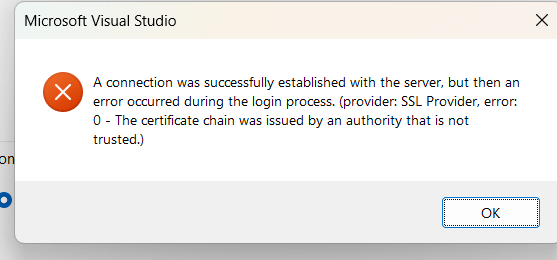 Microsoft Visual Studio
A connection was successfully established with the server, but then an
error occurred during the login process. (provider: SSL Provider, error:
0 - The certificate chain was issued by an authority that is not
trusted.)
on
OK